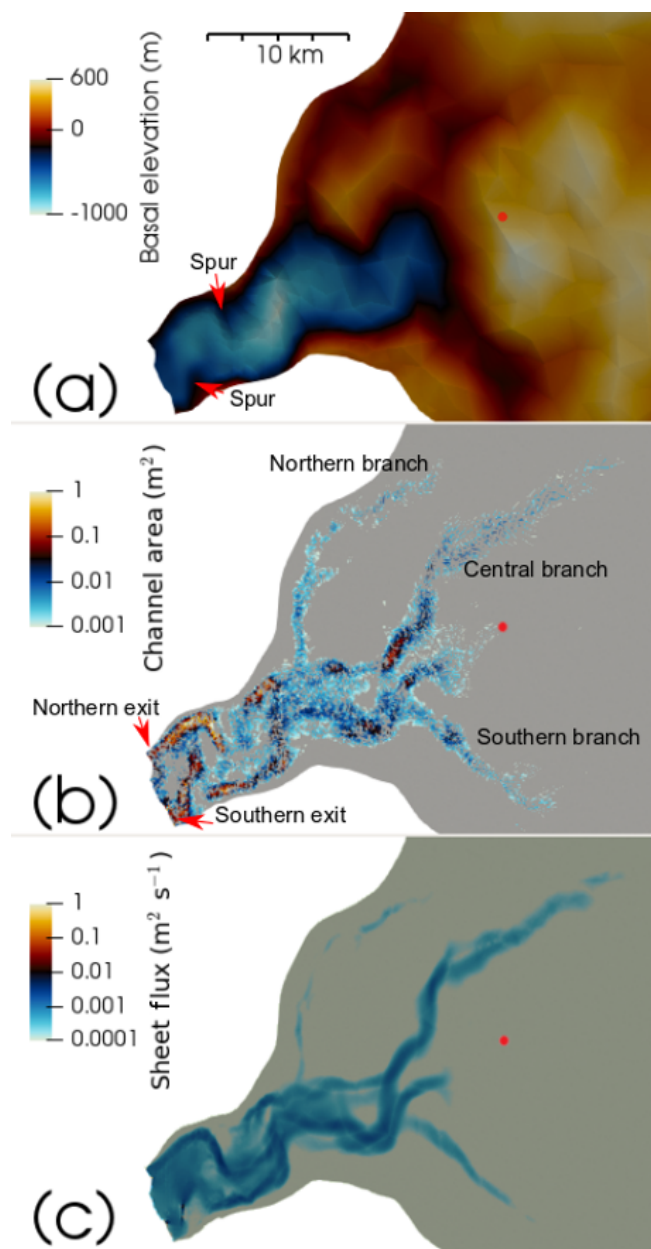 10 km
600
0
-1000
Basal elevation (m)
Spur
Spur
(a)
Northern branch
1
0.1
0.01
0.001
Channel area (m²)
Central branch
Northern exit
Southern branch
(b)
Southern exit
1
0.1
0.01
0.001
0.0001
Sheet flux (m² s⁻¹)
(c)